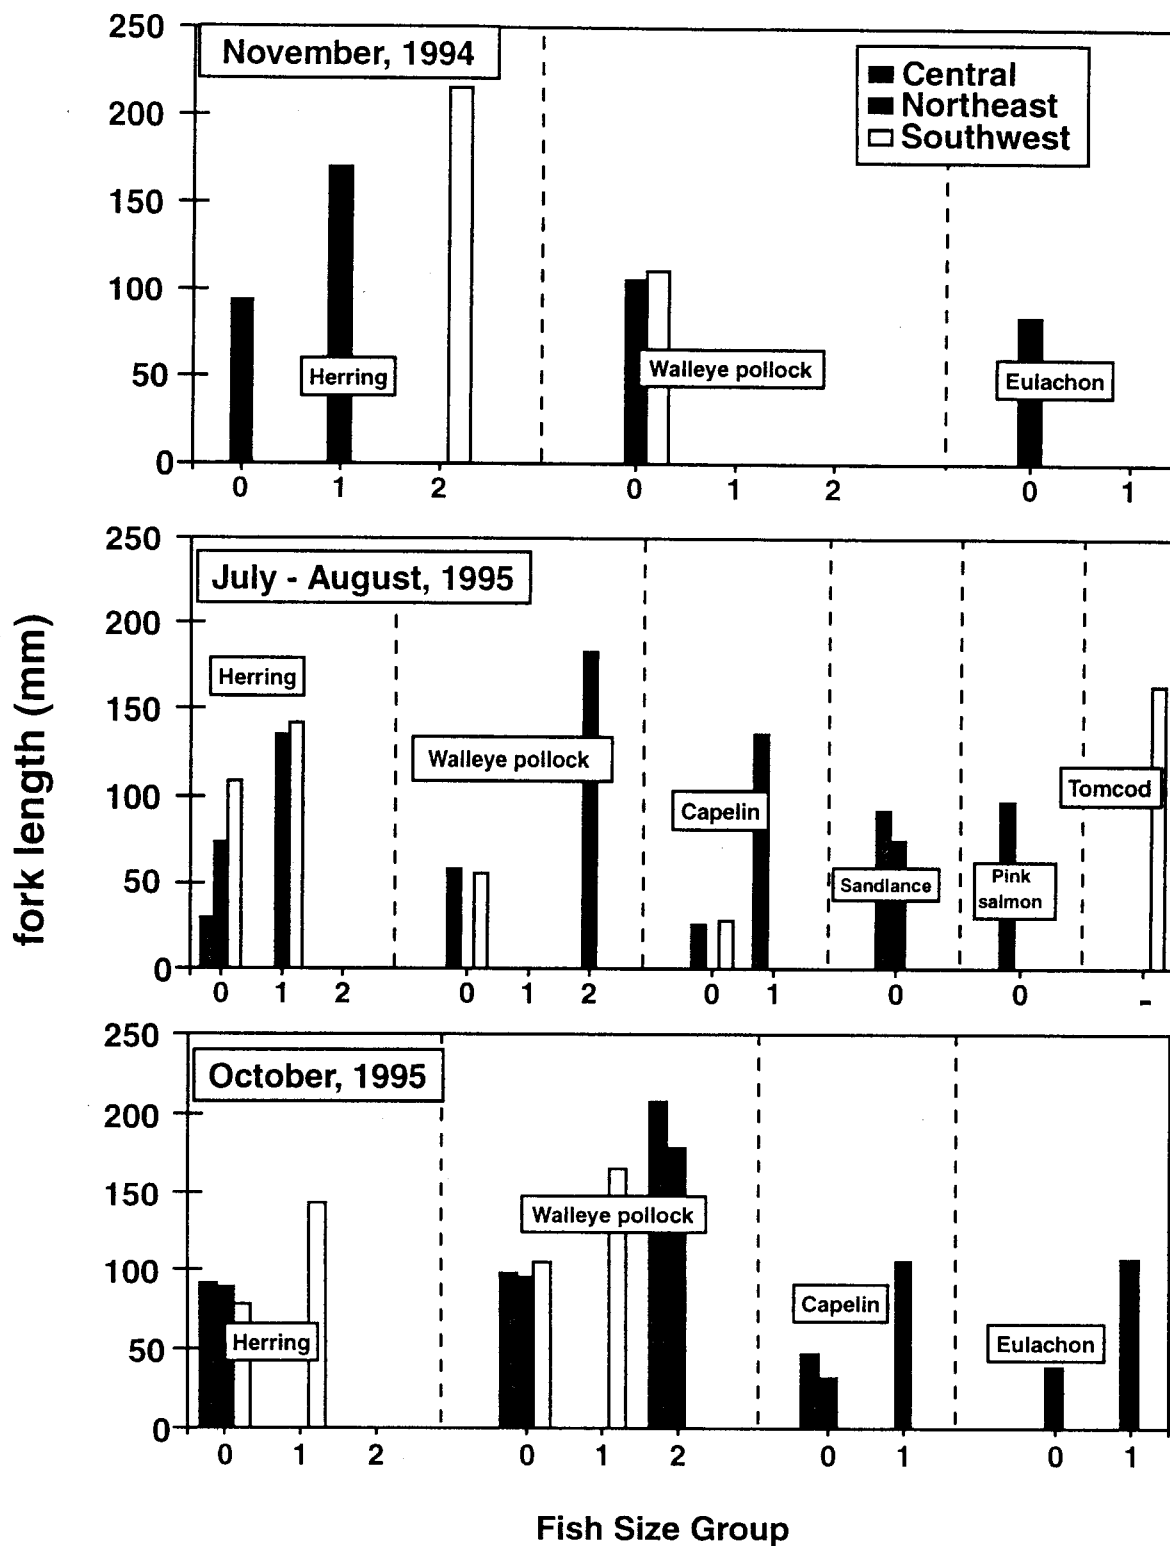 250
November, 1994
Central
Northeast
Southwest
200
150
100
50
0
Herring
Walleye pollock
Eulachon
0 1 2 0 1 2 0 1
fork length (mm)
250
July - August, 1995
200
150
100
50
0
Herring
Walleye pollock
Capelin
Sandlance
Pink
salmon
Tomcod
0 1 2 0 1 2 0 1 0 0 -
250
October, 1995
200
150
100
50
0
Herring
Walleye pollock
Capelin
Eulachon
0 1 2 0 1 2 0 1 0 1
Fish Size Group